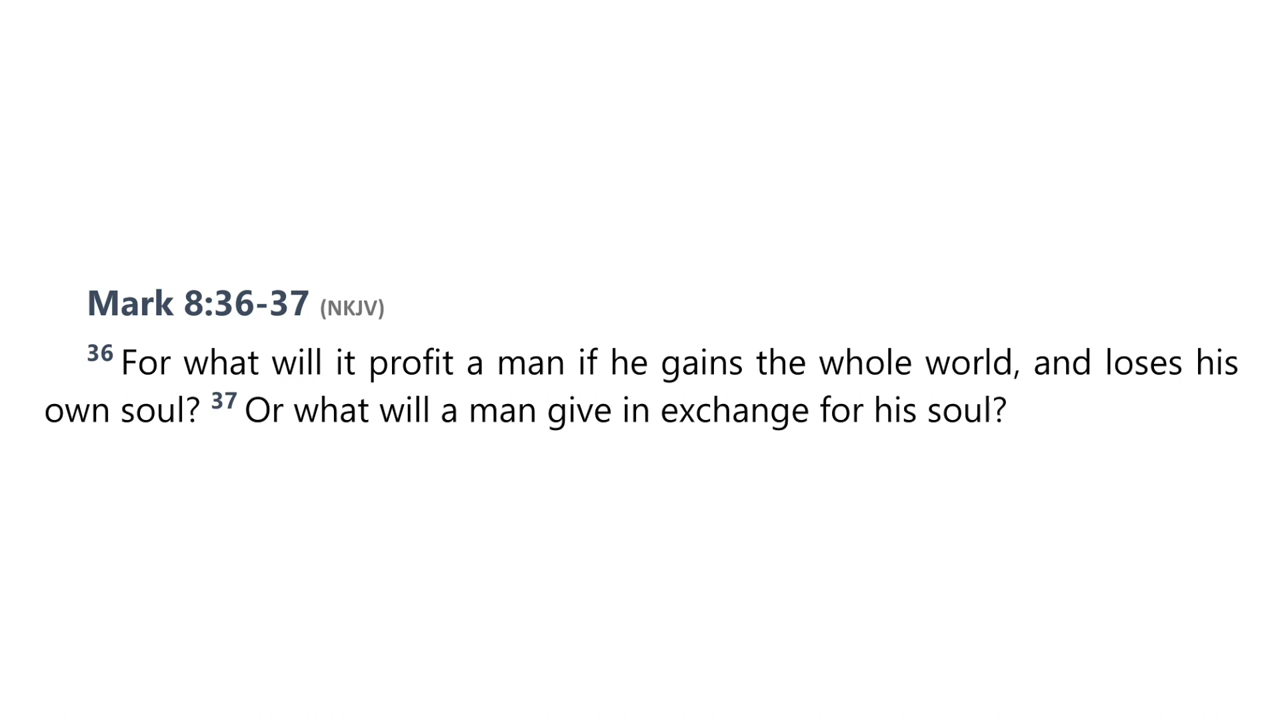 Mark 8:36-37 (NKJV)
36 For what will it profit a man if he gains the whole world, and loses his
own soul? 37 Or what will a man give in exchange for his soul?